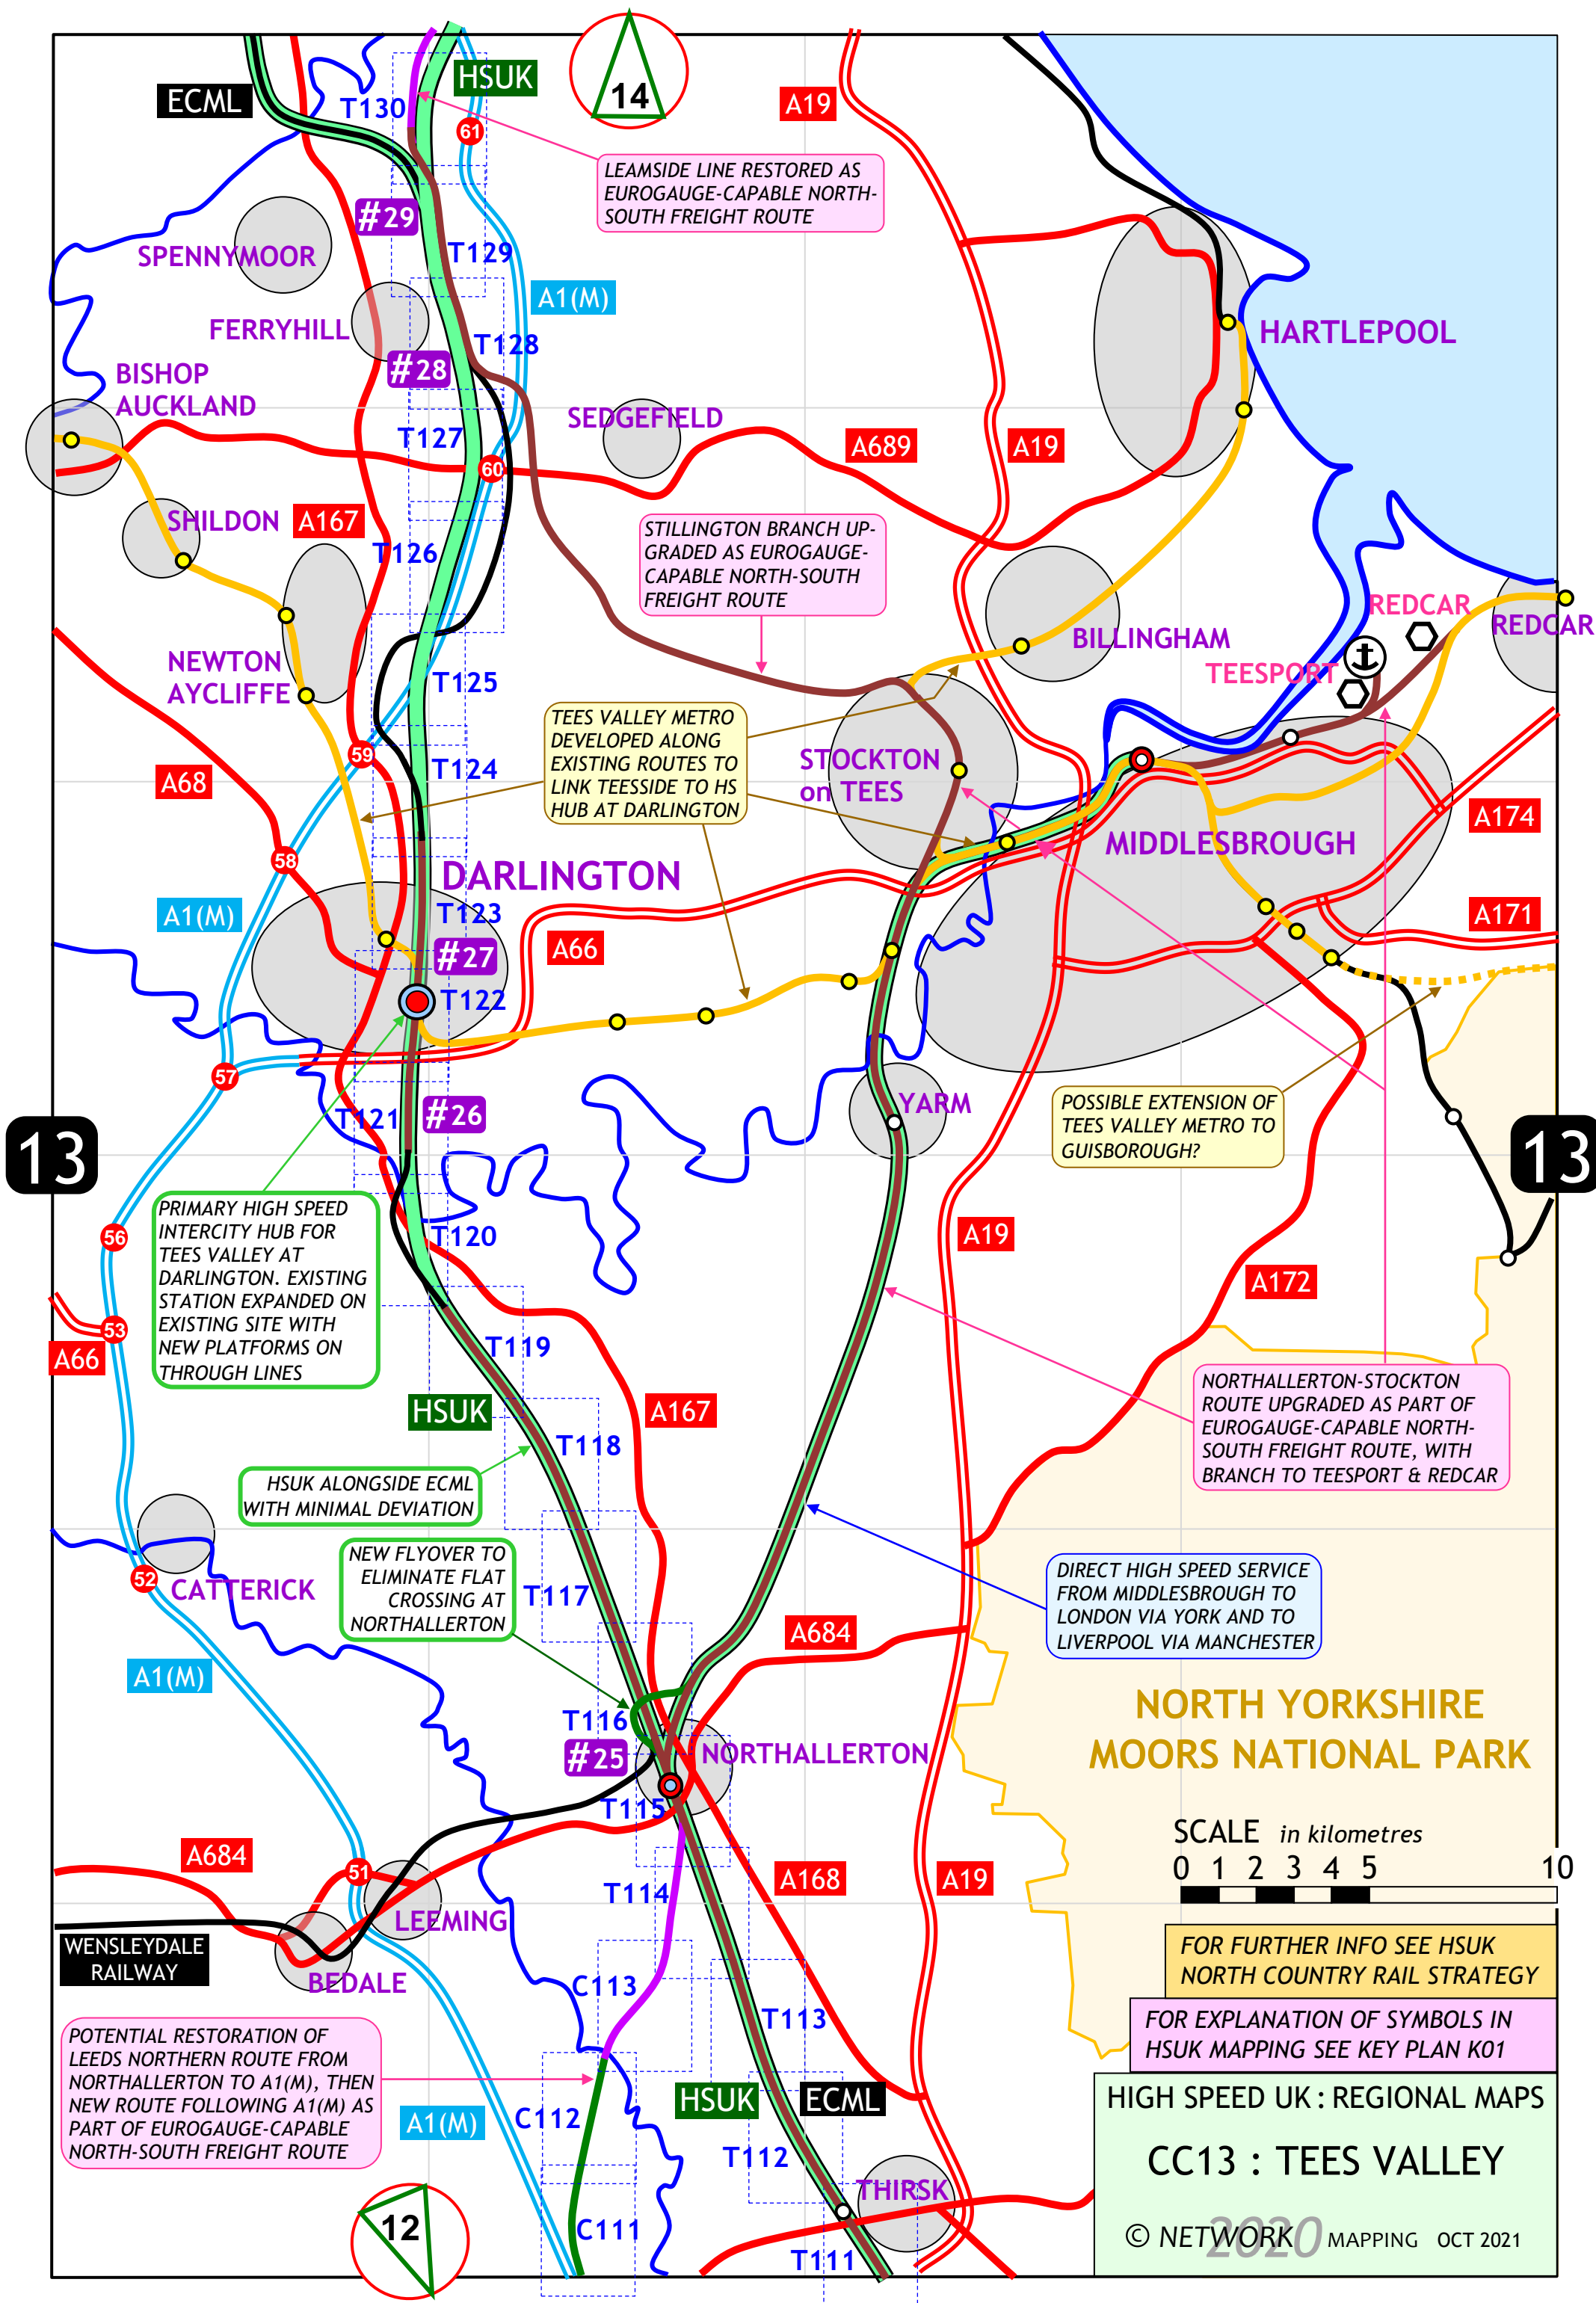 ECML
HSUK
14
A19
T130
61
LEAMSIDE LINE RESTORED AS
EUROGAUGE-CAPABLE NORTH-
SOUTH FREIGHT ROUTE
#29
SPENNYMOOR
T129
A1(M)
FERRYHILL
T128
HARTLEPOOL
#28
BISHOP
AUCKLAND
SEDGEFIELD
T127
A689
A19
60
SHILDON
A167
T126
STILLINGTON BRANCH UP-
GRADED AS EUROGAUGE-
CAPABLE NORTH-SOUTH
FREIGHT ROUTE
REDCAR
REDCAR
BILLINGHAM
NEWTON
AYCLIFFE
TEESPORT
T125
TEES VALLEY METRO
DEVELOPED ALONG
EXISTING ROUTES TO
LINK TEESSIDE TO HS
HUB AT DARLINGTON
59
A68
T124
STOCKTON
on TEES
A174
58
DARLINGTON
MIDDLESBROUGH
A1(M)
T123
A66
A171
#27
T122
57
T121
#26
YARM
POSSIBLE EXTENSION OF
TEES VALLEY METRO TO
GUISBOROUGH?
13
13
PRIMARY HIGH SPEED
INTERCITY HUB FOR
TEES VALLEY AT
DARLINGTON. EXISTING
STATION EXPANDED ON
EXISTING SITE WITH
NEW PLATFORMS ON
THROUGH LINES
56
T120
A19
A172
53
A66
T119
HSUK
A167
NORTHALLERTON-STOCKTON
ROUTE UPGRADED AS PART OF
EUROGAUGE-CAPABLE NORTH-
SOUTH FREIGHT ROUTE, WITH
BRANCH TO TEESPORT & REDCAR
T118
HSUK ALONGSIDE ECML
WITH MINIMAL DEVIATION
NEW FLYOVER TO
ELIMINATE FLAT
CROSSING AT
NORTHALLERTON
52
CATTERICK
T117
DIRECT HIGH SPEED SERVICE
FROM MIDDLESBROUGH TO
LONDON VIA YORK AND TO
LIVERPOOL VIA MANCHESTER
A684
A1(M)
T116
#25
NORTHALLERTON
NORTH YORKSHIRE
MOORS NATIONAL PARK
T115
SCALE in kilometres
0 1 2 3 4 5 10
A684
51
T114
A168
A19
LEEMING
WENSLEYDALE
RAILWAY
BEDALE
C113
T113
FOR FURTHER INFO SEE HSUK
NORTH COUNTRY RAIL STRATEGY
FOR EXPLANATION OF SYMBOLS IN
HSUK MAPPING SEE KEY PLAN K01
POTENTIAL RESTORATION OF
LEEDS NORTHERN ROUTE FROM
NORTHALLERTON TO A1(M), THEN
NEW ROUTE FOLLOWING A1(M) AS
PART OF EUROGAUGE-CAPABLE
NORTH-SOUTH FREIGHT ROUTE
A1(M)
C112
HSUK
ECML
T112
THIRSK
12
C111
T111
HIGH SPEED UK : REGIONAL MAPS
CC13 : TEES VALLEY
© NETWORK 2020 MAPPING OCT 2021